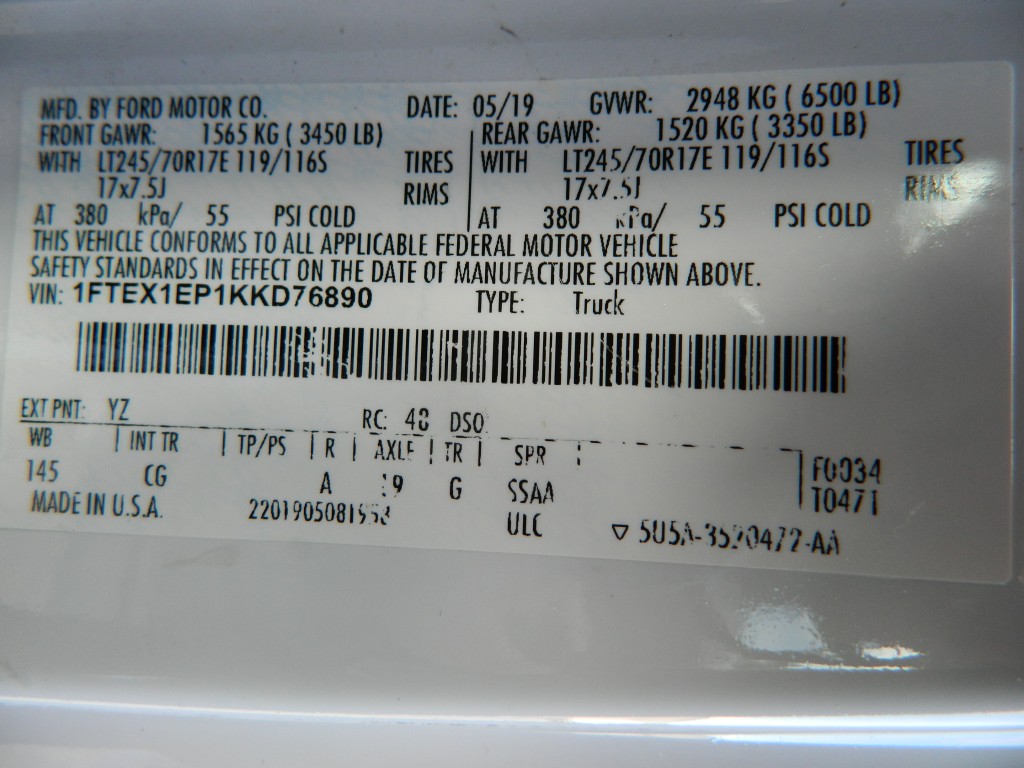 MFD. BY FORD MOTOR CO. DATE: 05/19 GVWR: 2948 KG ( 6500 LB)
FRONT GAWR: 1565 KG ( 3450 LB) REAR GAWR: 1520 KG ( 3350 LB)
WITH LT245/70R17E 119/116S TIRES WITH LT245/70R17E 119/116S TIRES
17x7.5J RIMS 17x7.5J RIMS
AT 380 kPa/ 55 PSI COLD AT 380 kPa/ 55 PSI COLD
THIS VEHICLE CONFORMS TO ALL APPLICABLE FEDERAL MOTOR VEHICLE
SAFETY STANDARDS IN EFFECT ON THE DATE OF MANUFACTURE SHOWN ABOVE.
VIN: 1FTEX1EP1KKD76890 TYPE: Truck
EXT PNT: YZ RC: 48 DSO:
WB | INT TR | TP/PS | R | AXLE | TR | SPR
145 CG A 19 G SSAA F0034
T0471
MADE IN U.S.A. ULC ▽ 5U5A-3520472-AA